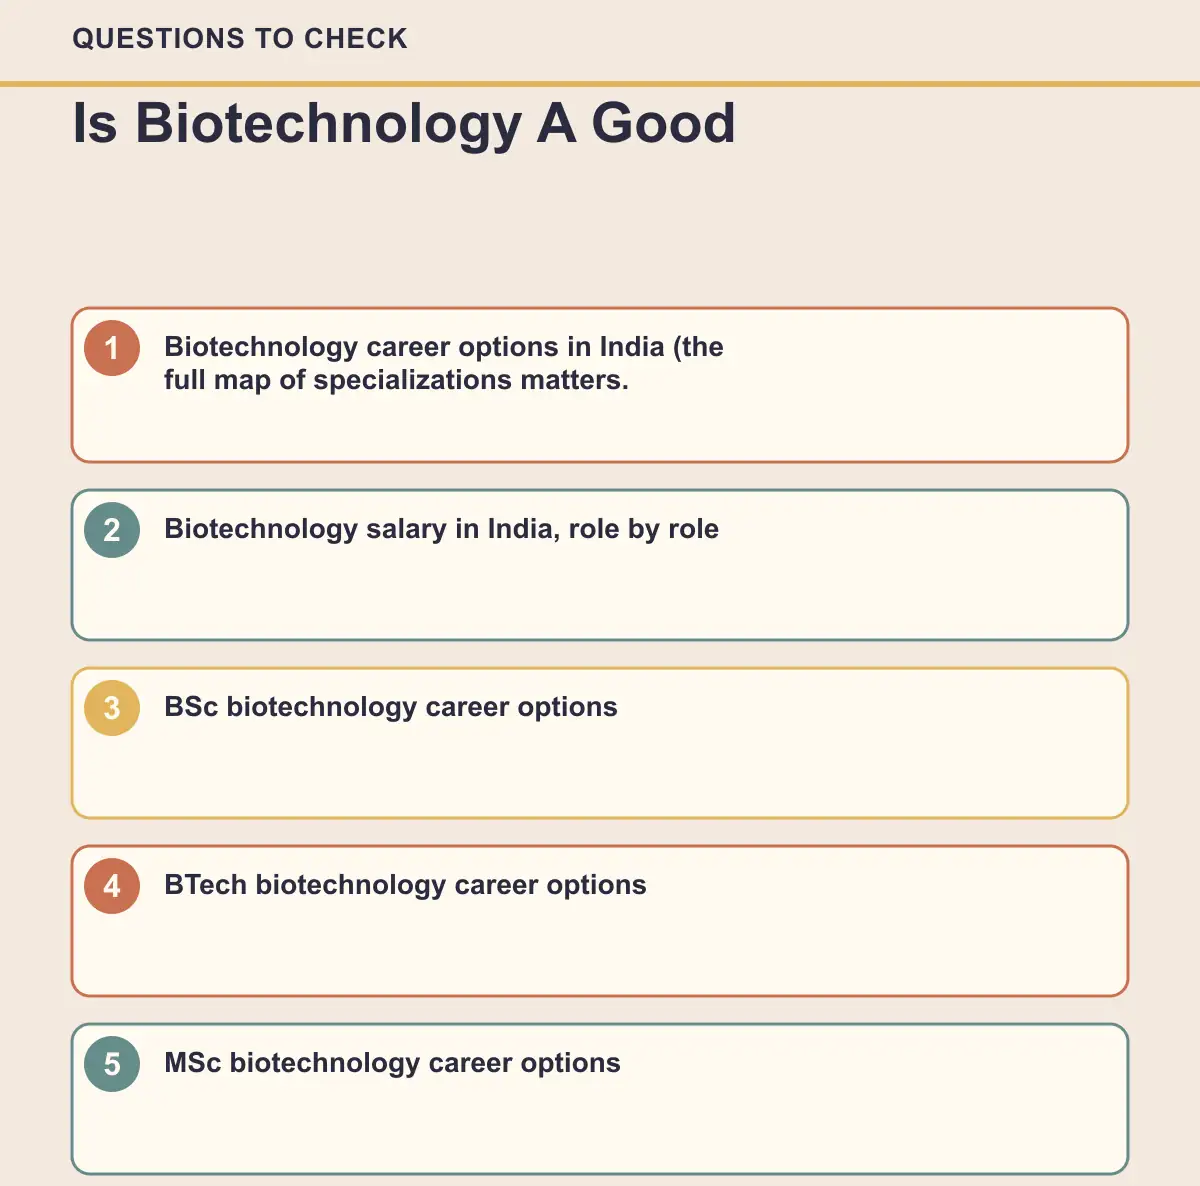 QUESTIONS TO CHECK
Is Biotechnology A Good
1
Biotechnology career options in India (the
full map of specializations matters.
2
Biotechnology salary in India, role by role
3
BSc biotechnology career options
4
BTech biotechnology career options
5
MSc biotechnology career options